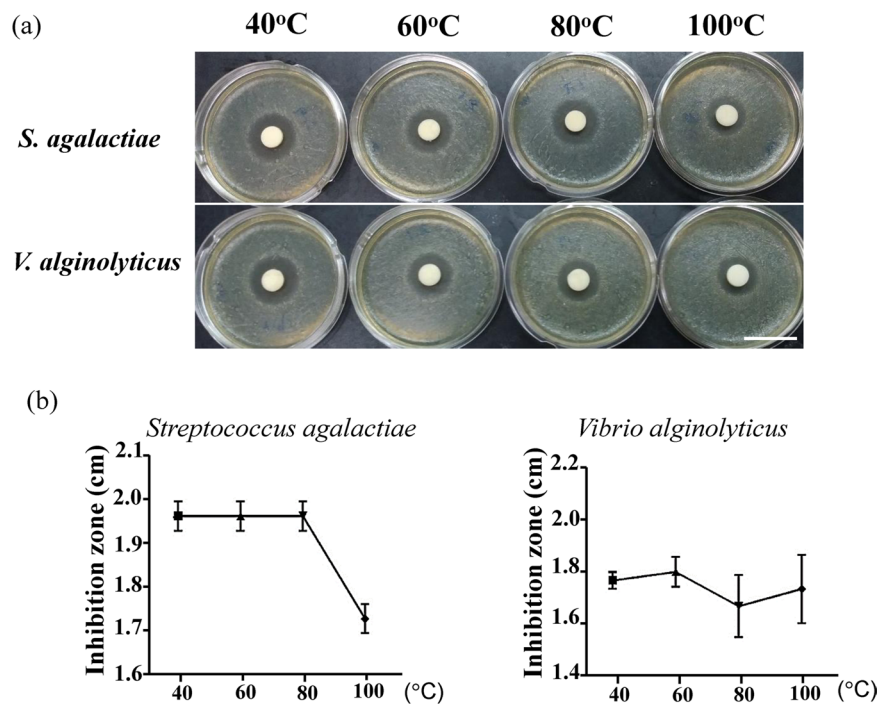 (a)
40°C 60°C 80°C 100°C
S. agalactiae
V. alginolyticus
(b)
Streptococcus agalactiae
Inhibition zone (cm)
2.1
2.0
1.9
1.8
1.7
1.6
40 60 80 100 (°C)
Vibrio alginolyticus
Inhibition zone (cm)
2.2
2.0
1.8
1.6
1.4
40 60 80 100 (°C)